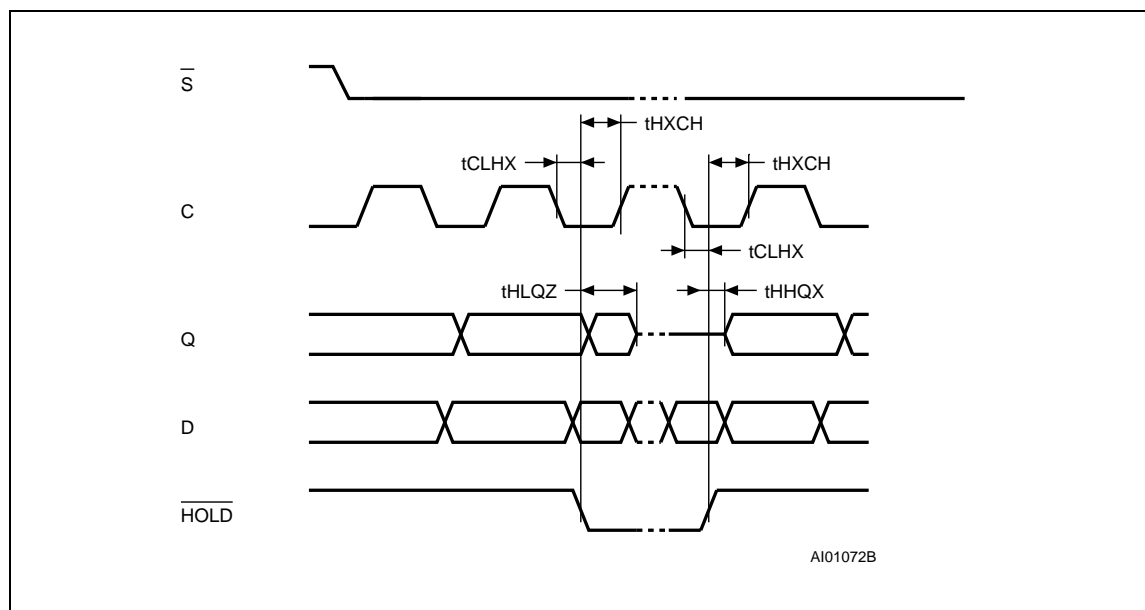 S
tHXCH
tCLHX
tHXCH
C
tCLHX
tHLQZ
tHHQX
Q
D
HOLD
AI01072B